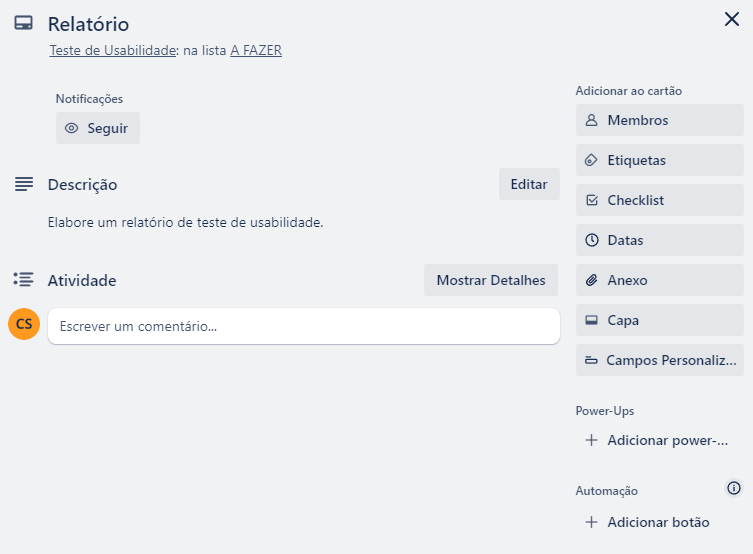 Relatório
Teste de Usabilidade: na lista A FAZER
Notificações
Seguir
Descrição
Editar
Elabore um relatório de teste de usabilidade.
Atividade
Mostrar Detalhes
CS
Escrever um comentário...
Adicionar ao cartão
Membros
Etiquetas
Checklist
Datas
Anexo
Capa
Campos Personaliz...
Power-Ups
Adicionar power-...
Automação
Adicionar botão